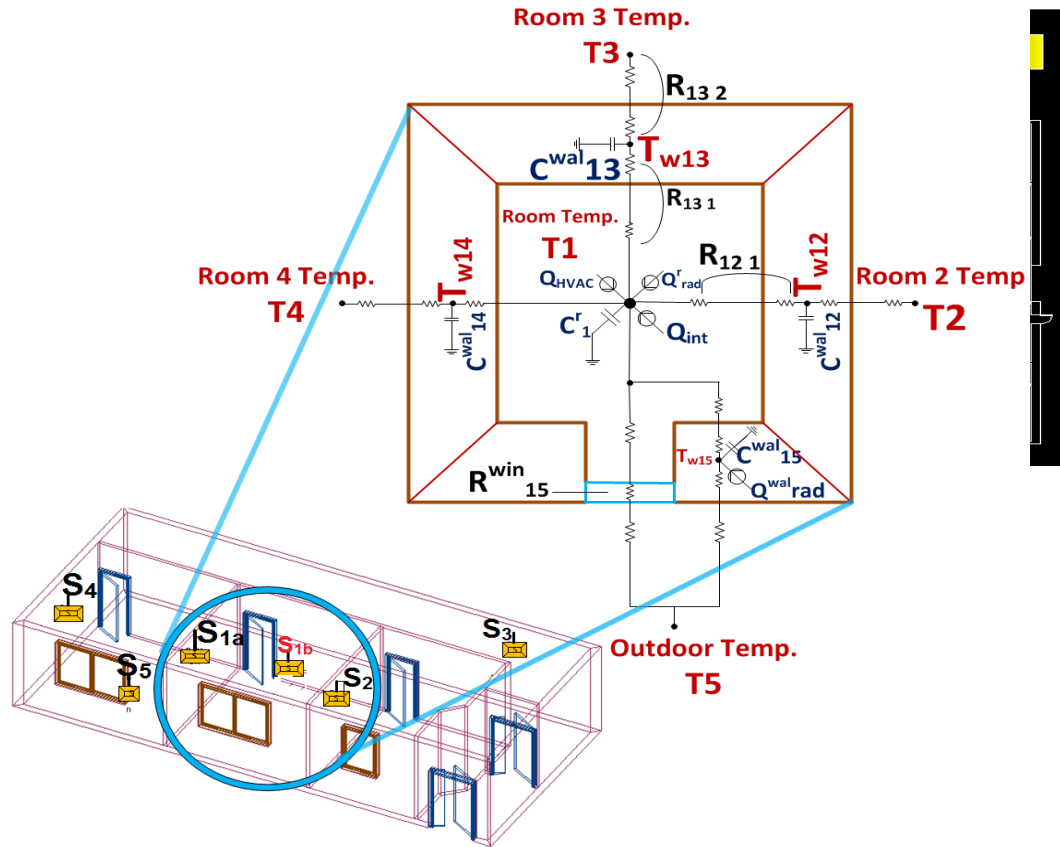 Room 3 Temp.
T3
R13 2
Tw13
Cwal13
R13 1
Room Temp.
T1
R12 1
Tw14
Tw12
Room 4 Temp.
T4
QHVAC
Qrrad
Room 2 Temp
T2
Cr1
Qint
Cwal14
Cwal12
Tw15
Cwal15
Rwin15
Qwalrad
S4
S1a
S1b
S3
S5
S2
n
Outdoor Temp.
T5